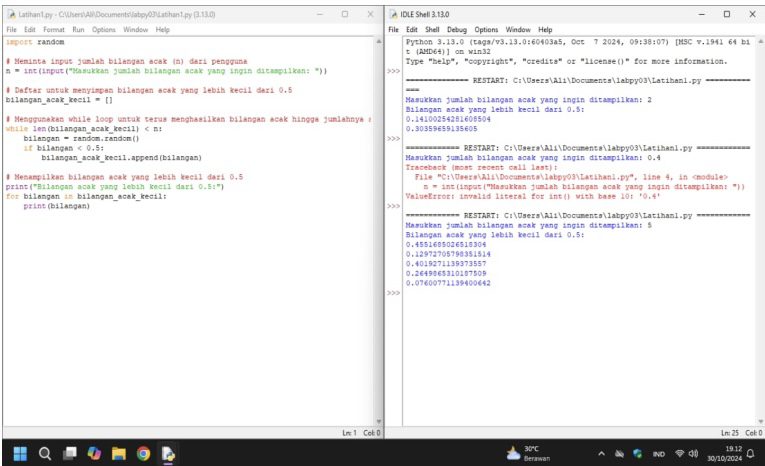 Latihan1.py - C:\Users\Ali\Documents\labpy03\Latihan1.py (3.13.0)
File Edit Format Run Options Window Help
import random
# Meminta input jumlah bilangan acak (n) dari pengguna
n = int(input("Masukkan jumlah bilangan acak yang ingin ditampilkan: "))
# Daftar untuk menyimpan bilangan acak yang lebih kecil dari 0.5
bilangan_acak_kecil = []
# Menggunakan while loop untuk terus menghasilkan bilangan acak hingga jumlahnya
while len(bilangan_acak_kecil) < n:
    bilangan = random.random()
    if bilangan < 0.5:
        bilangan_acak_kecil.append(bilangan)
# Menampilkan bilangan acak yang lebih kecil dari 0.5
print("Bilangan acak yang lebih kecil dari 0.5:")
for bilangan in bilangan_acak_kecil:
    print(bilangan)
Ln: 1 Col: 0
IDLE Shell 3.13.0
File Edit Shell Debug Options Window Help
Python 3.13.0 (tags/v3.13.0:60403a5, Oct 7 2024, 09:38:07) [MSC v.1941 64 bi
t (AMD64)] on win32
Type "help", "copyright", "credits" or "license()" for more information.
>>>
============== RESTART: C:\Users\Ali\Documents\labpy03\Latihan1.py ==========
===
Masukkan jumlah bilangan acak yang ingin ditampilkan: 2
Bilangan acak yang lebih kecil dari 0.5:
0.14100254281608504
0.30359659135605
>>>
============ RESTART: C:\Users\Ali\Documents\labpy03\Latihan1.py ============
Masukkan jumlah bilangan acak yang ingin ditampilkan: 0.4
Traceback (most recent call last):
  File "C:\Users\Ali\Documents\labpy03\Latihan1.py", line 4, in <module>
    n = int(input("Masukkan jumlah bilangan acak yang ingin ditampilkan: "))
ValueError: invalid literal for int() with base 10: '0.4'
>>>
============ RESTART: C:\Users\Ali\Documents\labpy03\Latihan1.py ============
Masukkan jumlah bilangan acak yang ingin ditampilkan: 5
Bilangan acak yang lebih kecil dari 0.5:
0.4551685026518304
0.12972705798351514
0.4019271139373557
0.2649865310187509
0.07600771139400642
>>>
Ln: 25 Col: 0
30°C
Berawan
IND
19.12
30/10/2024